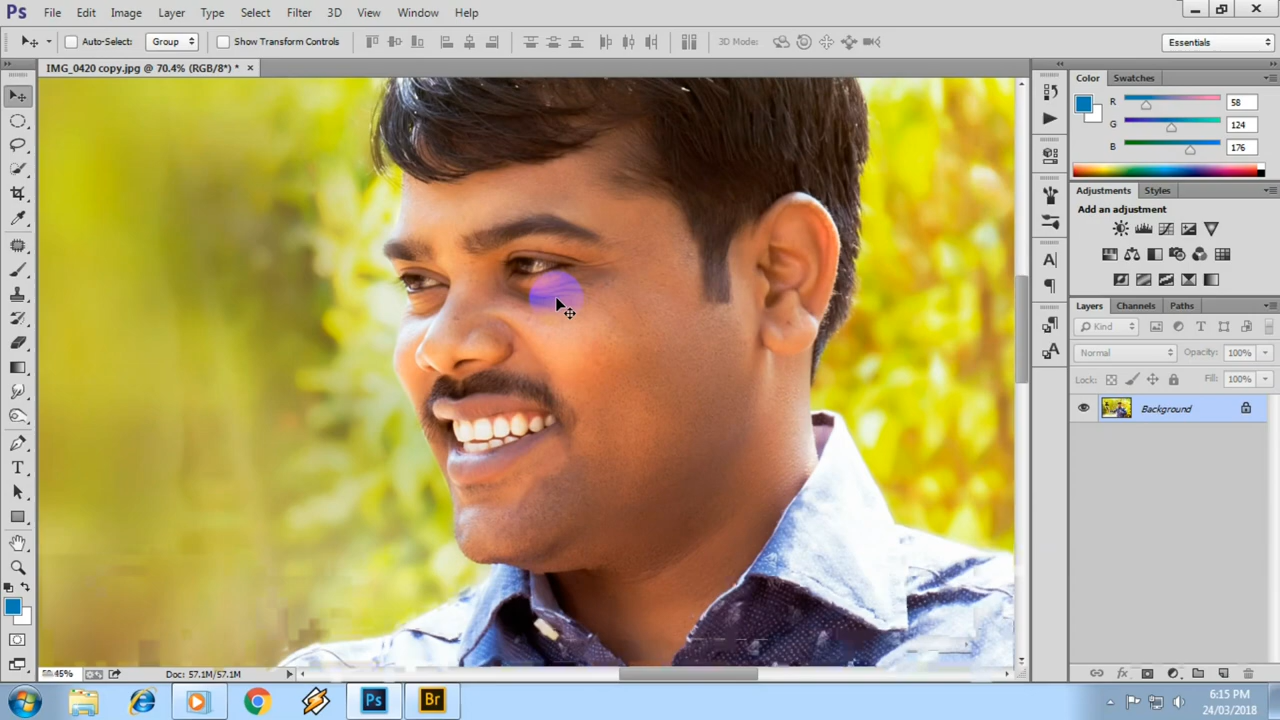 Ps File Edit Image Layer Type Select Filter 3D View Window Help
Auto-Select: Group Show Transform Controls 3D Mode: Essentials
IMG_0420 copy.jpg @ 70.4% (RGB/8*) * ×
Color Swatches
R 58
G 124
B 176
Adjustments Styles
Add an adjustment
Layers Channels Paths
Kind
Normal Opacity: 100%
Lock: Fill: 100%
Background
Doc: 57.1M/57.1M
Ps Br
6:15 PM
24/03/2018